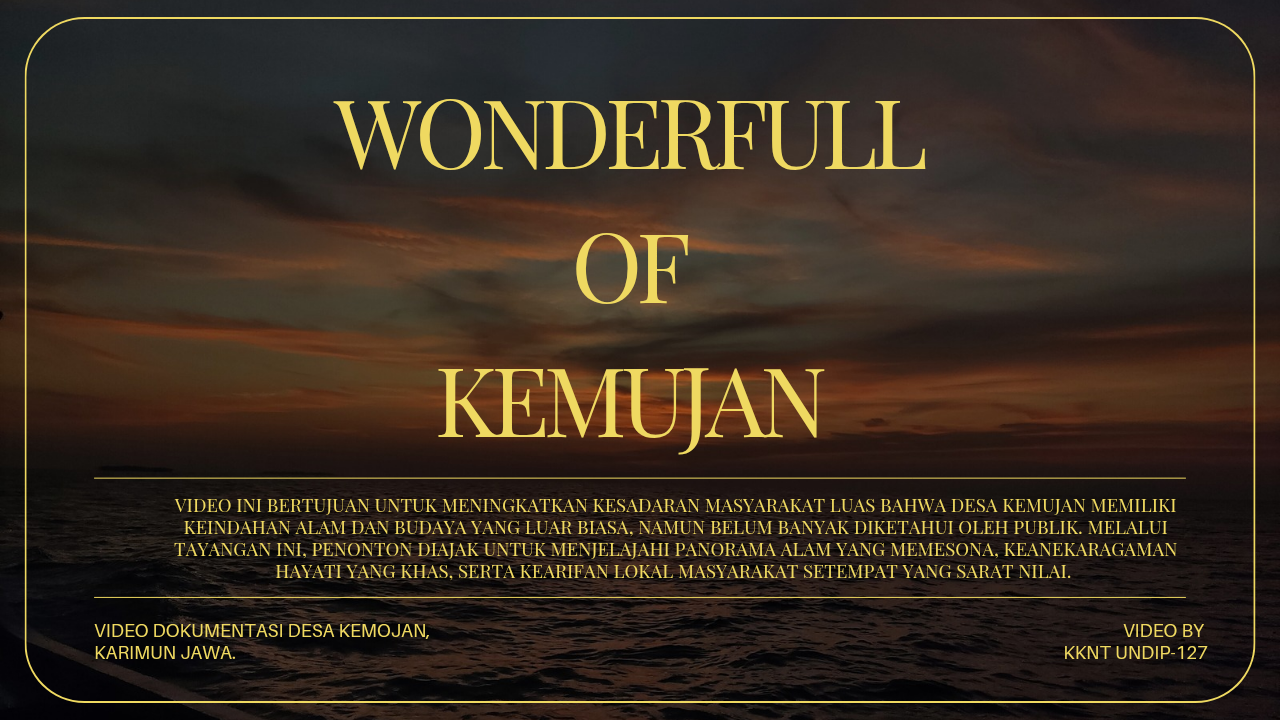 WONDERFULL
OF
KEMUJAN
VIDEO INI BERTUJUAN UNTUK MENINGKATKAN KESADARAN MASYARAKAT LUAS BAHWA DESA KEMUJAN MEMILIKI
KEINDAHAN ALAM DAN BUDAYA YANG LUAR BIASA, NAMUN BELUM BANYAK DIKETAHUI OLEH PUBLIK. MELALUI
TAYANGAN INI, PENONTON DIAJAK UNTUK MENJELAJAHI PANORAMA ALAM YANG MEMESONA, KEANEKARAGAMAN
HAYATI YANG KHAS, SERTA KEARIFAN LOKAL MASYARAKAT SETEMPAT YANG SARAT NILAI.
VIDEO DOKUMENTASI DESA KEMOJAN,
KARIMUN JAWA.
VIDEO BY
KKNT UNDIP-127